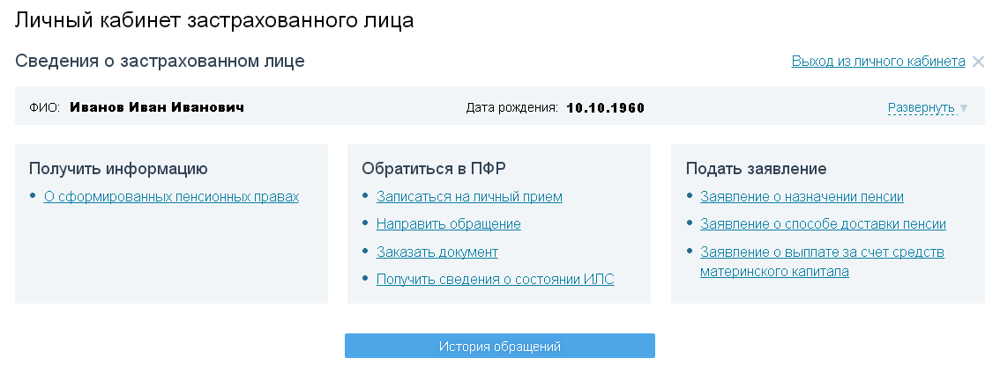 Личный кабинет застрахованного лица
Сведения о застрахованном лице
Выход из личного кабинета
ФИО: Иванов Иван Иванович
Дата рождения: 10.10.1960
Развернуть
Получить информацию
О сформированных пенсионных правах
Обратиться в ПФР
Записаться на личный прием
Направить обращение
Заказать документ
Получить сведения о состоянии ИЛС
Подать заявление
Заявление о назначении пенсии
Заявление о способе доставки пенсии
Заявление о выплате за счет средств
материнского капитала
История обращений